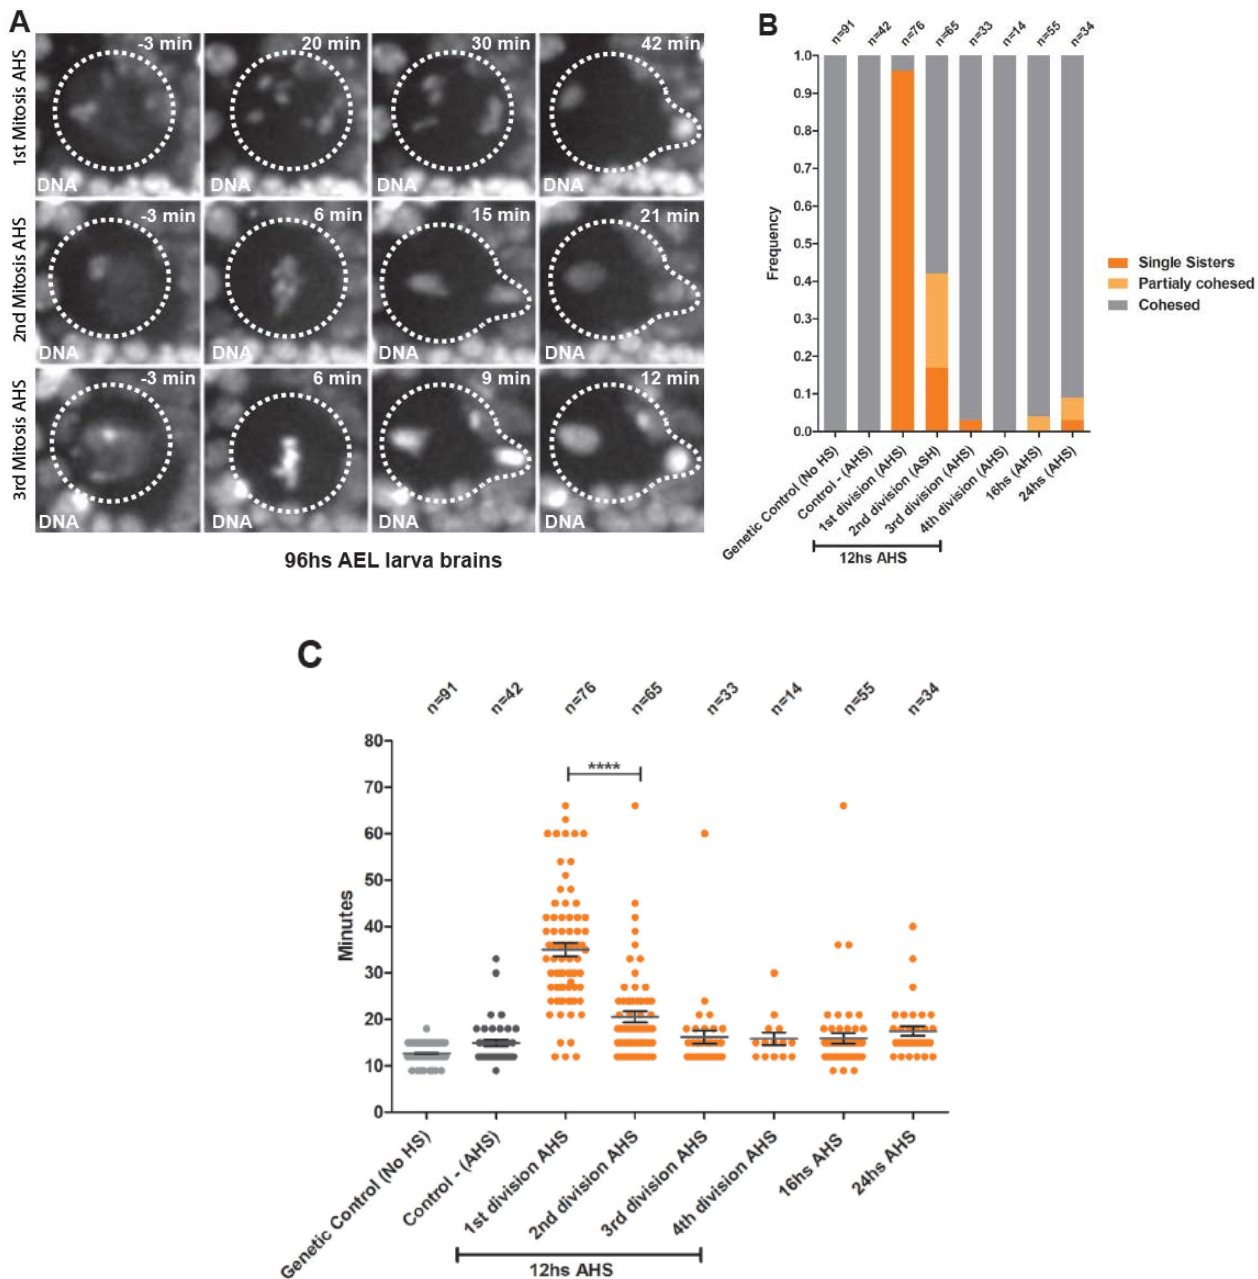 A
1st Mitosis AHS
-3 min
20 min
30 min
42 min
DNA
DNA
DNA
DNA
2nd Mitosis AHS
-3 min
6 min
15 min
21 min
DNA
DNA
DNA
DNA
3rd Mitosis AHS
-3 min
6 min
9 min
12 min
DNA
DNA
DNA
DNA
96hs AEL larva brains
B
n=91
n=42
n=76
n=65
n=33
n=14
n=55
n=34
Frequency
1.0
0.9
0.8
0.7
0.6
0.5
0.4
0.3
0.2
0.1
0.0
Single Sisters
Partialy cohesed
Cohesed
Genetic Control (No HS)
Control - (AHS)
1st division (AHS)
2nd division (ASH)
3rd division (AHS)
4th division (AHS)
16hs (AHS)
24hs (AHS)
12hs AHS
C
n=91
n=42
n=76
n=65
n=33
n=14
n=55
n=34
Minutes
80
70
60
50
40
30
20
10
0
****
Genetic Control (No HS)
Control - (AHS)
1st division AHS
2nd division AHS
3rd division AHS
4th division AHS
16hs AHS
24hs AHS
12hs AHS